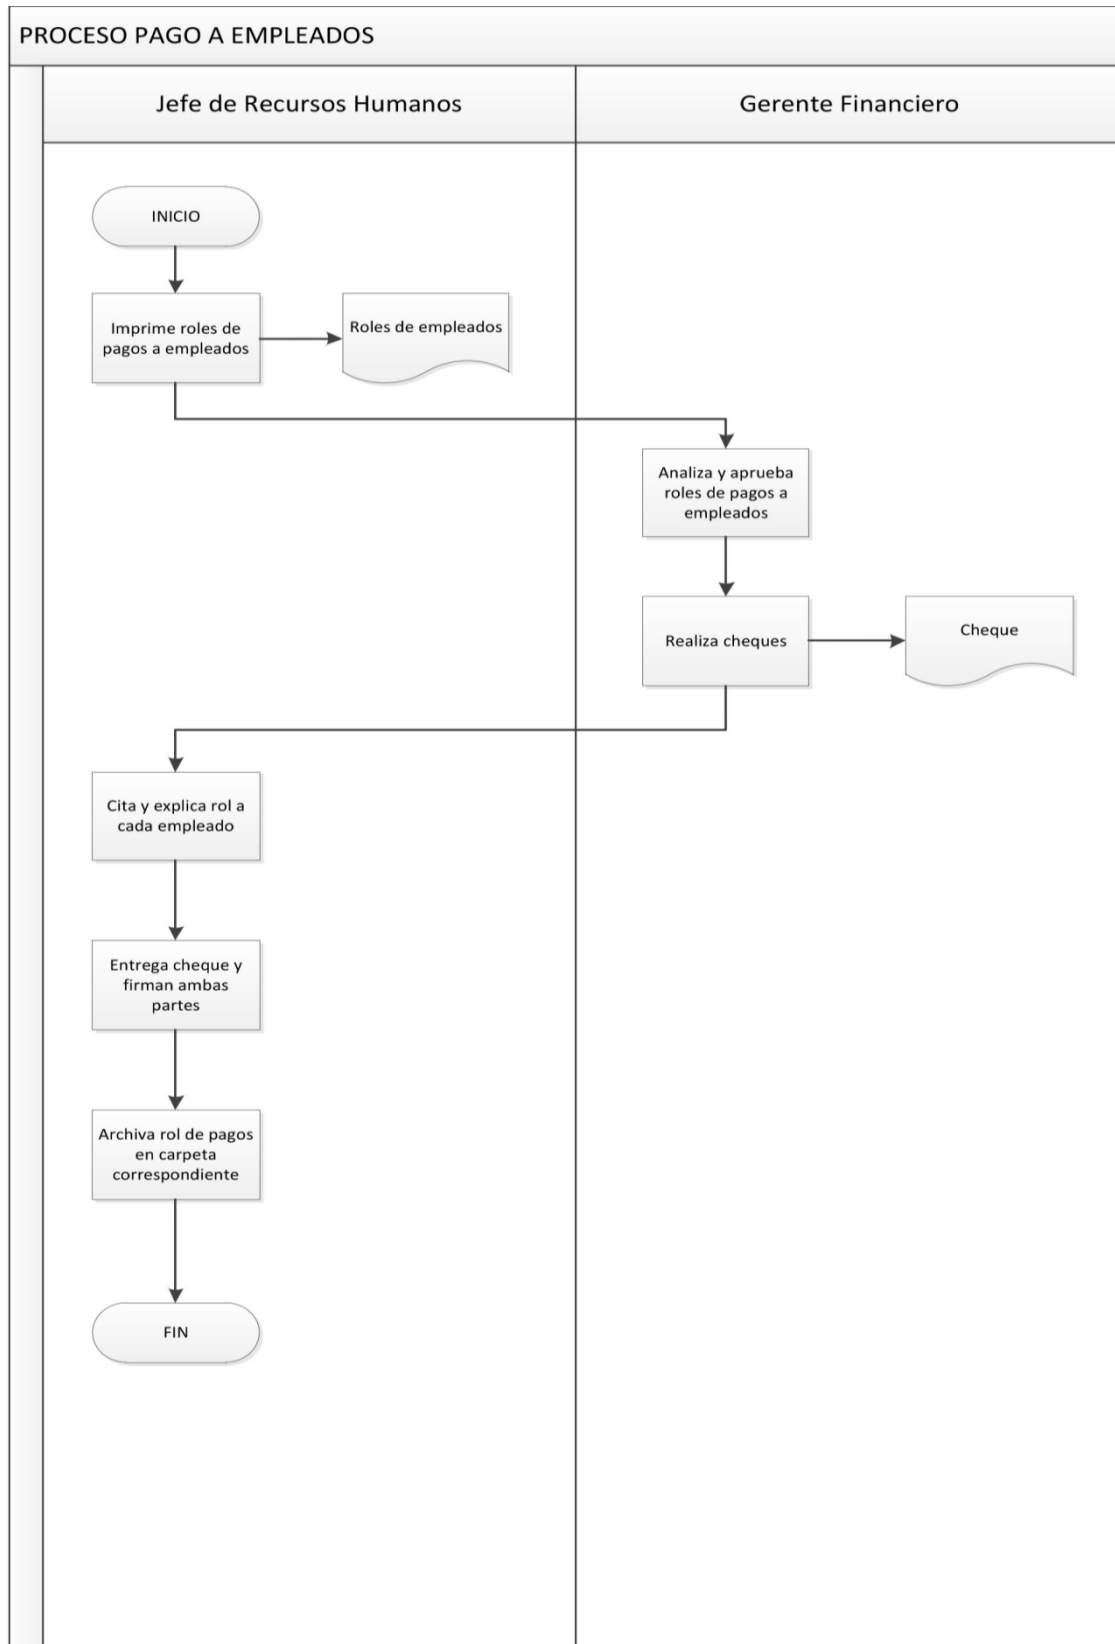 PROCESO PAGO A EMPLEADOS
Jefe de Recursos Humanos
Gerente Financiero
INICIO
Imprime roles de
pagos a empleados
Roles de empleados
Analiza y aprueba
roles de pagos a
empleados
Realiza cheques
Cheque
Cita y explica rol a
cada empleado
Entrega cheque y
firman ambas
partes
Archiva rol de pagos
en carpeta
correspondiente
FIN